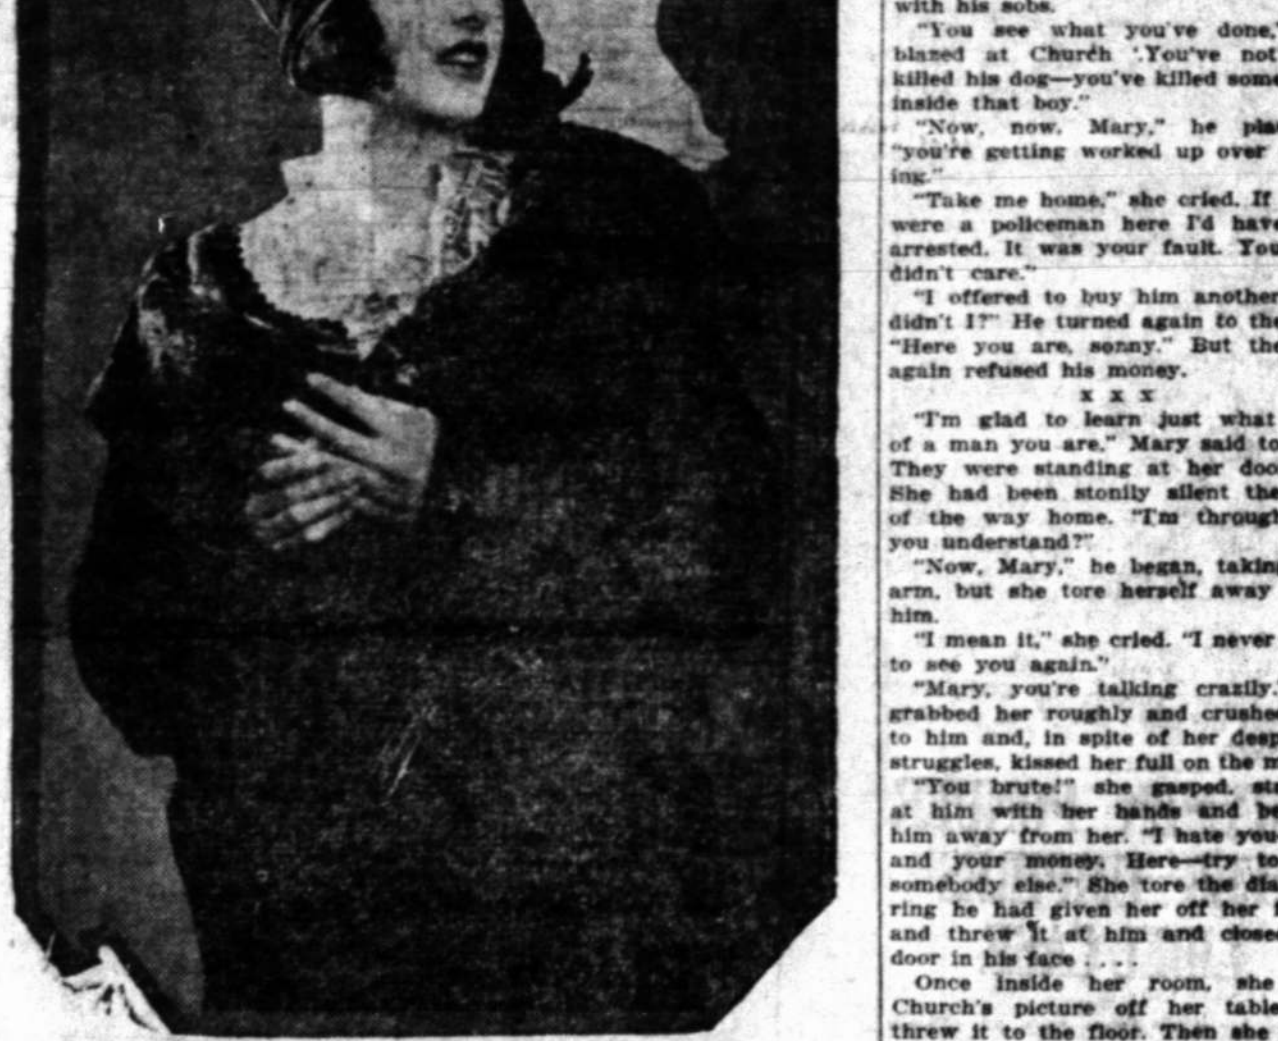 with his sobs.
"You see what you've done,"
blazed at Church '.You've not
killed his dog—you've killed some
inside that boy."
"Now, now, Mary," he pla
"you're getting worked up over
ing."
"Take me home," she cried. If
were a policeman here I'd have
arrested. It was your fault. You
didn't care."
"I offered to buy him another
didn't I?" He turned again to the
"Here you are, sonny." But the
again refused his money.
x x x
"I'm glad to learn just what
of a man you are," Mary said to
They were standing at her doo
She had been stonily silent the
of the way home. "I'm through
you understand?"
"Now, Mary," he began, taking
arm, but she tore herself away
him.
"I mean it," she cried. "I never
to see you again."
"Mary, you're talking crazily.
grabbed her roughly and crushed
to him and, in spite of her desp
struggles, kissed her full on the m
"You brute!" she gasped, str
at him with her hands and be
him away from her. "I hate you
and your money. Here—try to
somebody else." She tore the dia
ring he had given her off her f
and threw it at him and closed
door in his face ....
Once inside her room, she
Church's picture off her table
threw it to the floor. Then she